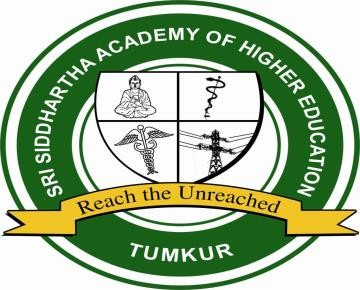 SRI SIDDHARTHA ACADEMY OF HIGHER EDUCATION
Reach the Unreached
TUMKUR